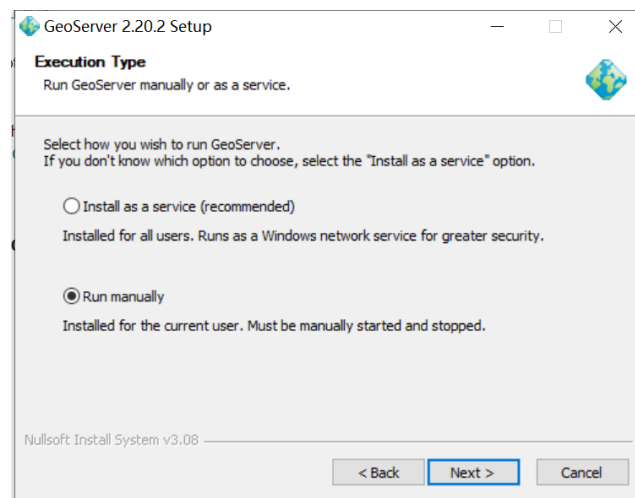 GeoServer 2.20.2 Setup
Execution Type
Run GeoServer manually or as a service.
Select how you wish to run GeoServer.
If you don't know which option to choose, select the "Install as a service" option.
Install as a service (recommended)
Installed for all users. Runs as a Windows network service for greater security.
Run manually
Installed for the current user. Must be manually started and stopped.
Nullsoft Install System v3.08
< Back
Next >
Cancel